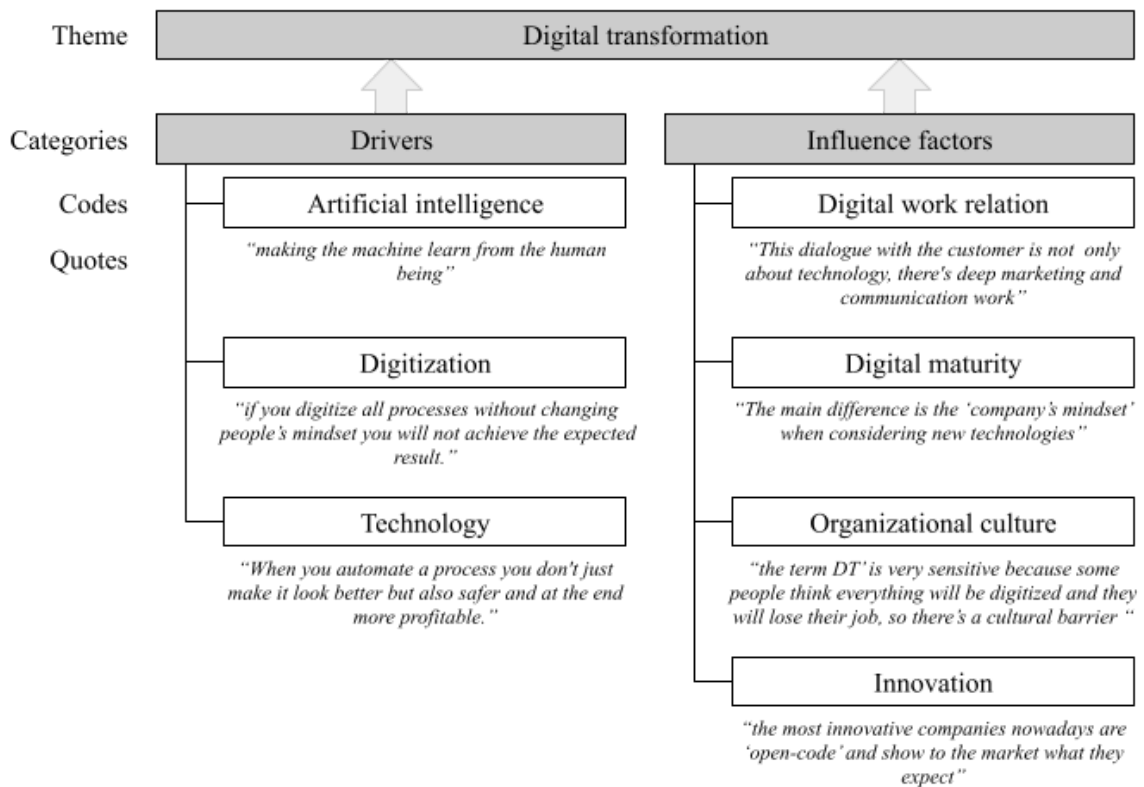 Theme
Digital transformation
Categories
Drivers
Influence factors
Codes
Quotes
Artificial intelligence
“making the machine learn from the human
being”
Digitization
“if you digitize all processes without changing
people’s mindset you will not achieve the expected
result.”
Technology
“When you automate a process you don't just
make it look better but also safer and at the end
more profitable.”
Digital work relation
“This dialogue with the customer is not only
about technology, there's deep marketing and
communication work”
Digital maturity
“The main difference is the ‘company’s mindset’
when considering new technologies”
Organizational culture
“the term DT’ is very sensitive because some
people think everything will be digitized and they
will lose their job, so there’s a cultural barrier “
Innovation
“the most innovative companies nowadays are
‘open-code’ and show to the market what they
expect”